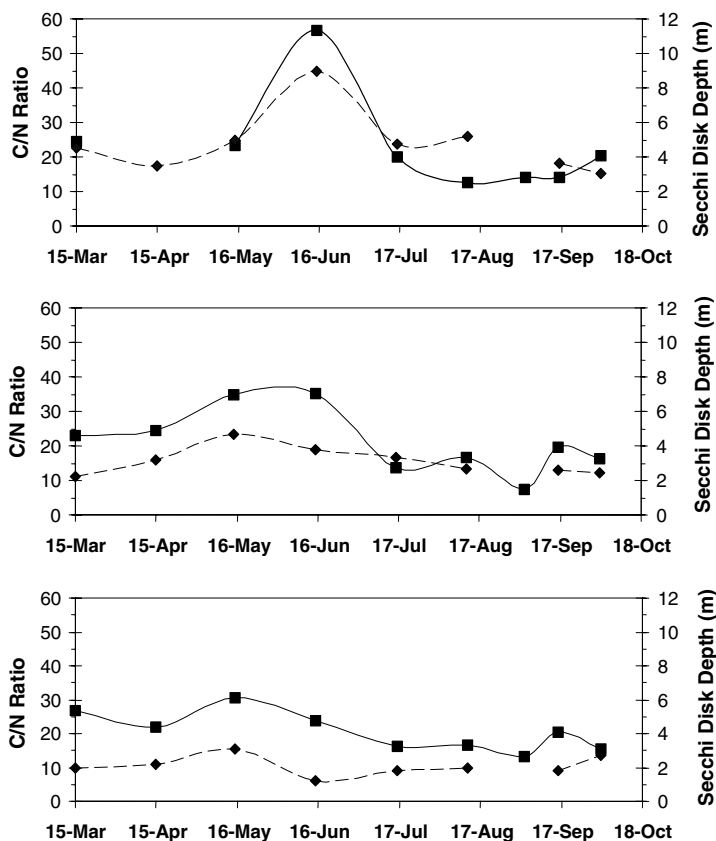 60 12
50 10
40 8
30 6
20 4
10 2
0 0
C/N Ratio
Secchi Disk Depth (m)
15-Mar 15-Apr 16-May 16-Jun 17-Jul 17-Aug 17-Sep 18-Oct
60 12
50 10
40 8
30 6
20 4
10 2
0 0
C/N Ratio
Secchi Disk Depth (m)
15-Mar 15-Apr 16-May 16-Jun 17-Jul 17-Aug 17-Sep 18-Oct
60 12
50 10
40 8
30 6
20 4
10 2
0 0
C/N Ratio
Secchi Disk Depth (m)
15-Mar 15-Apr 16-May 16-Jun 17-Jul 17-Aug 17-Sep 18-Oct